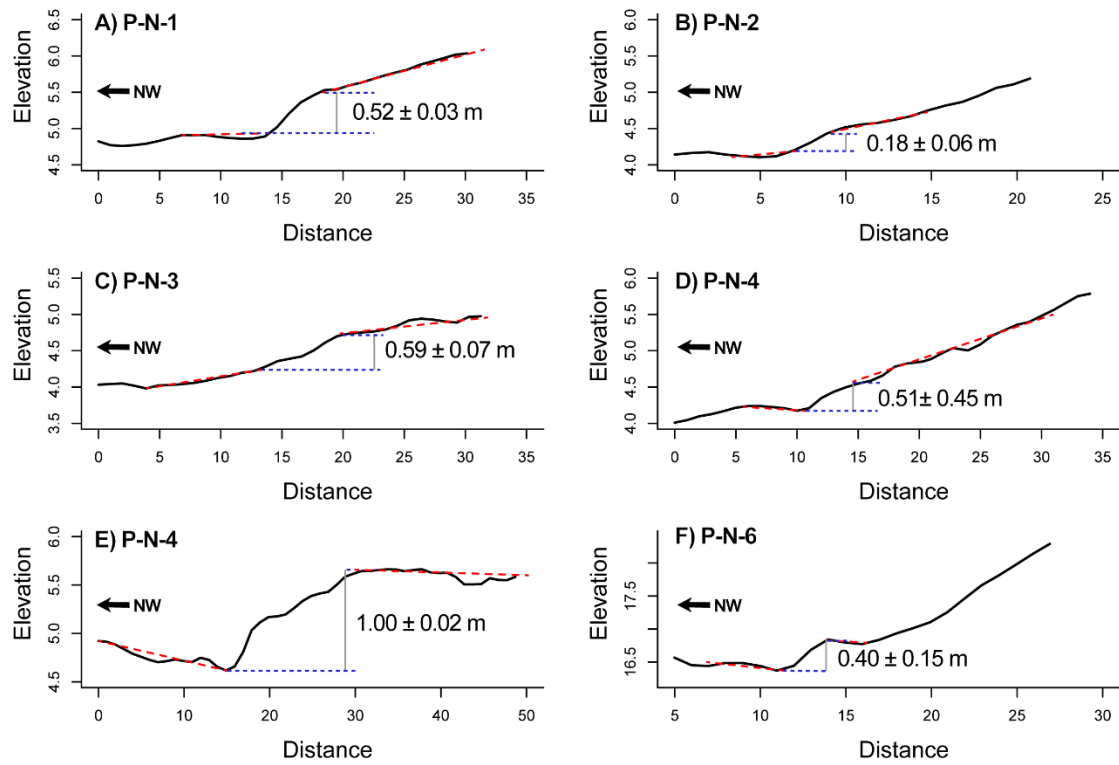 A) P-N-1
Elevation
6.5
6.0
5.5
5.0
4.5
NW
0.52 ± 0.03 m
0 5 10 15 20 25 30 35
Distance
B) P-N-2
Elevation
6.0
5.5
5.0
4.5
4.0
NW
0.18 ± 0.06 m
0 5 10 15 20 25
Distance
C) P-N-3
Elevation
5.5
5.0
4.5
4.0
3.5
NW
0.59 ± 0.07 m
0 5 10 15 20 25 30 35
Distance
D) P-N-4
Elevation
6.0
5.5
5.0
4.5
4.0
NW
0.51± 0.45 m
0 5 10 15 20 25 30 35
Distance
E) P-N-4
Elevation
6.0
5.5
5.0
4.5
NW
1.00 ± 0.02 m
0 10 20 30 40 50
Distance
F) P-N-6
Elevation
17.5
16.5
NW
0.40 ± 0.15 m
5 10 15 20 25 30
Distance